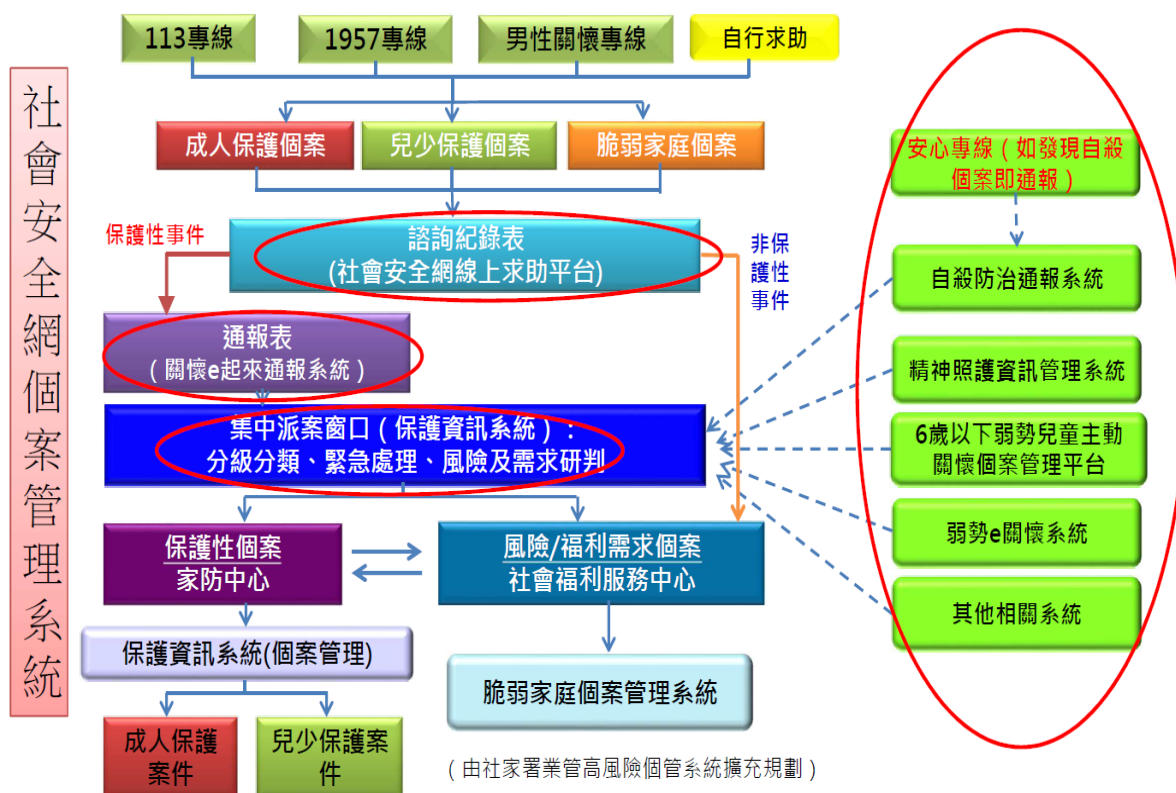 社會安全網個案管理系統
113專線
1957專線
男性關懷專線
自行求助
成人保護個案
兒少保護個案
脆弱家庭個案
保護性事件
諮詢紀錄表
(社會安全網線上求助平台)
非保
護性
事件
通報表
（關懷e起來通報系統）
集中派案窗口（保護資訊系統）:
分級分類、緊急處理、風險及需求研判
保護性個案
家防中心
風險/福利需求個案
社會福利服務中心
保護資訊系統(個案管理)
脆弱家庭個案管理系統
成人保護
案件
兒少保護案
件
（由社家署業管高風險個管系統擴充規劃）
安心專線（如發現自殺
個案即通報）
自殺防治通報系統
精神照護資訊管理系統
6歲以下弱勢兒童主動
關懷個案管理平台
弱勢e關懷系統
其他相關系統